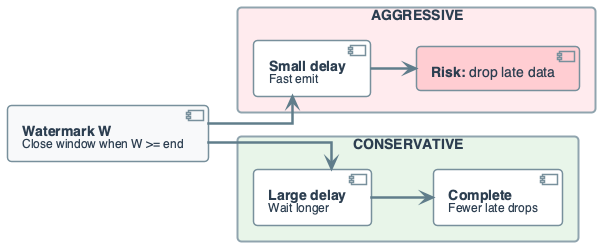 AGGRESSIVE
Small delay
Fast emit
Risk: drop late data
Watermark W
Close window when W >= end
CONSERVATIVE
Large delay
Wait longer
Complete
Fewer late drops